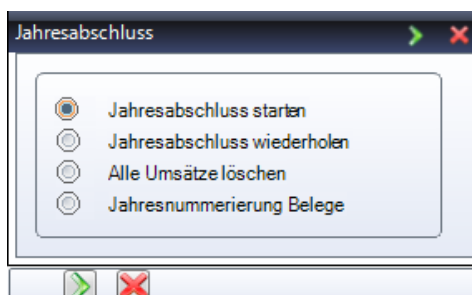 Jahresabschluss
Jahresabschluss starten
Jahresabschluss wiederholen
Alle Umsätze löschen
Jahresnummerierung Belege